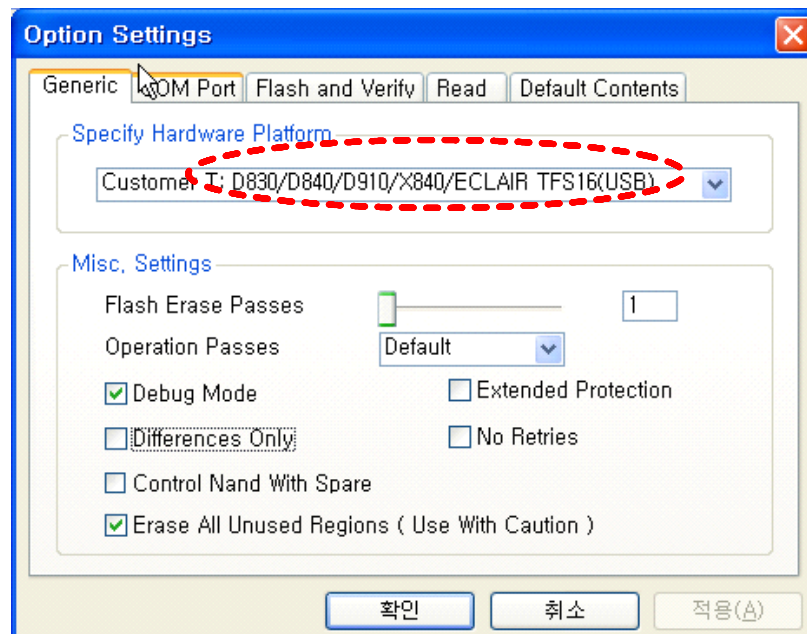 Option Settings
Generic OM Port Flash and Verify Read Default Contents
Specify Hardware Platform
Customer T: D830/D840/D910/X840/ECLAIR TFS16(USB)
Misc, Settings
Flash Erase Passes 1
Operation Passes Default
Debug Mode Extended Protection
Differences Only No Retries
Control Nand With Spare
Erase All Unused Regions ( Use With Caution )
확인 취소 적용(A)